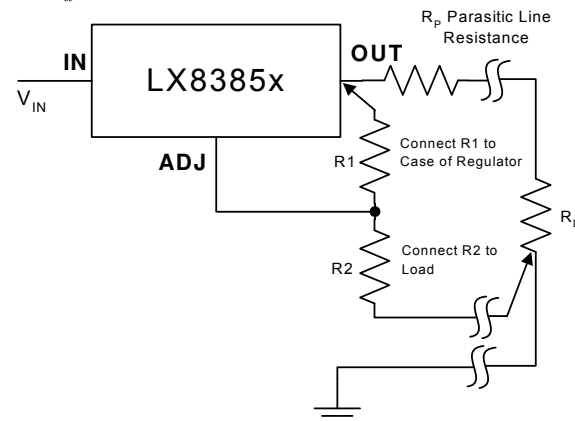 R_P Parasitic Line
Resistance
OUT
IN
LX8385x
V_IN
ADJ
R1
Connect R1 to
Case of Regulator
R2
Connect R2 to
Load